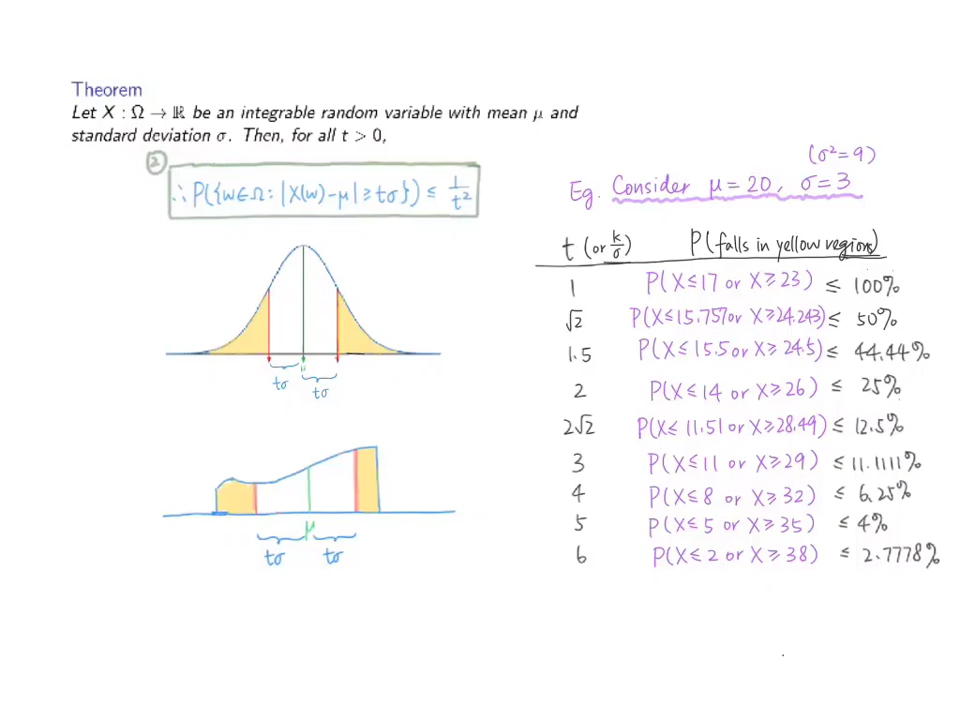 Theorem
Let X : Ω → ℝ be an integrable random variable with mean μ and
standard deviation σ. Then, for all t > 0,
②
∴ P({ω∈Ω: |X(ω)-μ| ≥ tσ}) ≤ 1/t²
μ
tσ tσ
μ
tσ tσ
(σ²=9)
Eg. Consider μ=20, σ=3
t (or k/σ) P(falls in yellow regions)
1 P(X≤17 or X≥23) ≤ 100%
√2 P(X≤15.757 or X≥24.243) ≤ 50%
1.5 P(X≤15.5 or X≥24.5) ≤ 44.44%
2 P(X≤14 or X≥26) ≤ 25%
2√2 P(X≤11.51 or X≥28.49) ≤ 12.5%
3 P(X≤11 or X≥29) ≤ 11.1111%
4 P(X≤8 or X≥32) ≤ 6.25%
5 P(X≤5 or X≥35) ≤ 4%
6 P(X≤2 or X≥38) ≤ 2.7778%